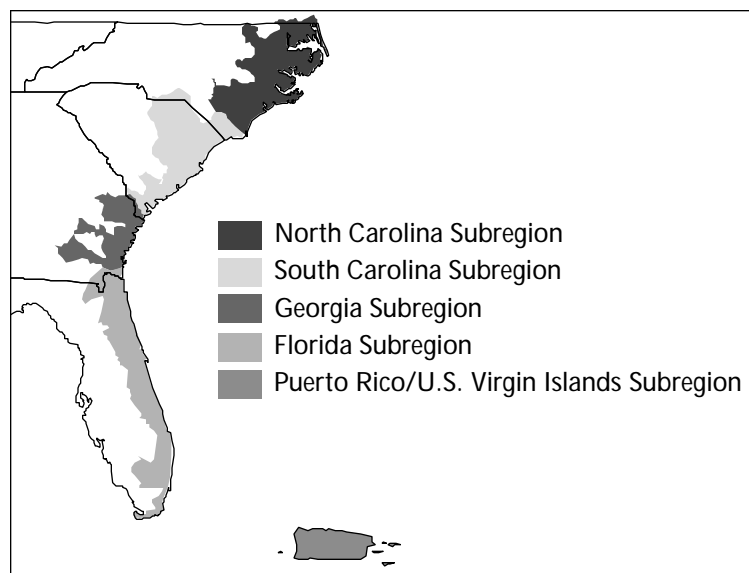 North Carolina Subregion
South Carolina Subregion
Georgia Subregion
Florida Subregion
Puerto Rico/U.S. Virgin Islands Subregion